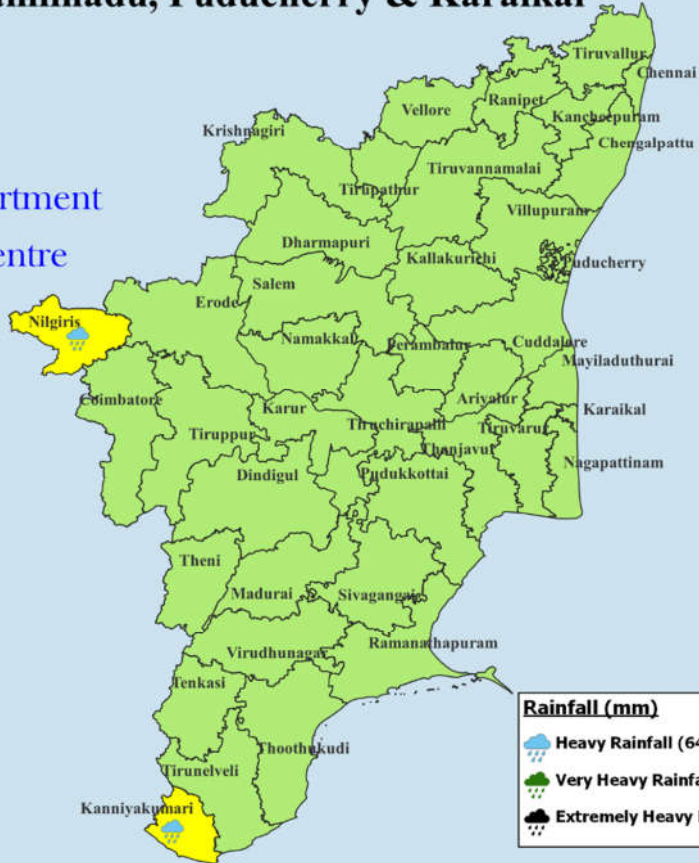 Puducherry & Karaikal
Tiruvallur
Chennai
Ranipet
Vellore
Kancheepuram
Krishnagiri
Chengalpattu
Tiruvannamalai
Tirupathur
Villupuram
Dharmapuri
Kallakurichi
Puducherry
entre
Salem
Erode
Nilgiris
Namakkal
Perambalur
Cuddalore
Mayiladuthurai
Coimbatore
Karur
Ariyalur
Karaikal
Tiruchirapalli
Tiruvarur
Tiruppur
Thanjavur
Nagapattinam
Dindigul
Pudukkottai
Theni
Madurai
Sivagangai
Ramanathapuram
Virudhunagar
Tenkasi
Rainfall (mm)
Heavy Rainfall (64
Thoothukudi
Tirunelveli
Very Heavy Rainfa
Kanniyakumari
Extremely Heavy